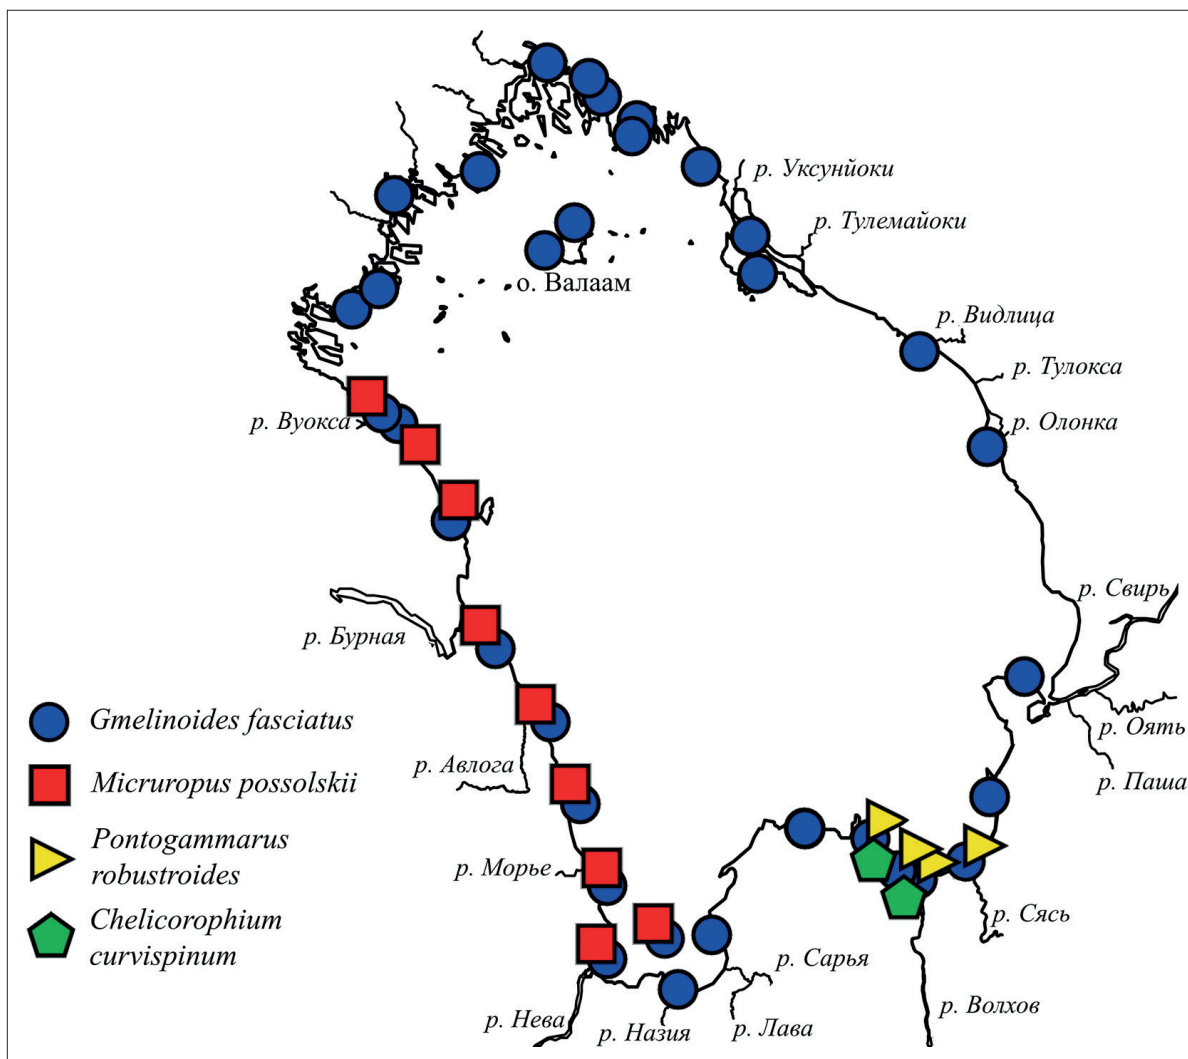 р. Уксунйоки
р. Тулемайоки
о. Валаам
р. Видлица
р. Тулокса
р. Вуокса
р. Олонка
р. Свирь
р. Бурная
Gmelinoides fasciatus
р. Оять
Micruropus possolskii
р. Авлога
р. Паша
Pontogammarus
robustroides
р. Морье
Chelicorophium
curvispinum
р. Сясь
р. Сарья
р. Волхов
р. Нева
р. Назия
р. Лава